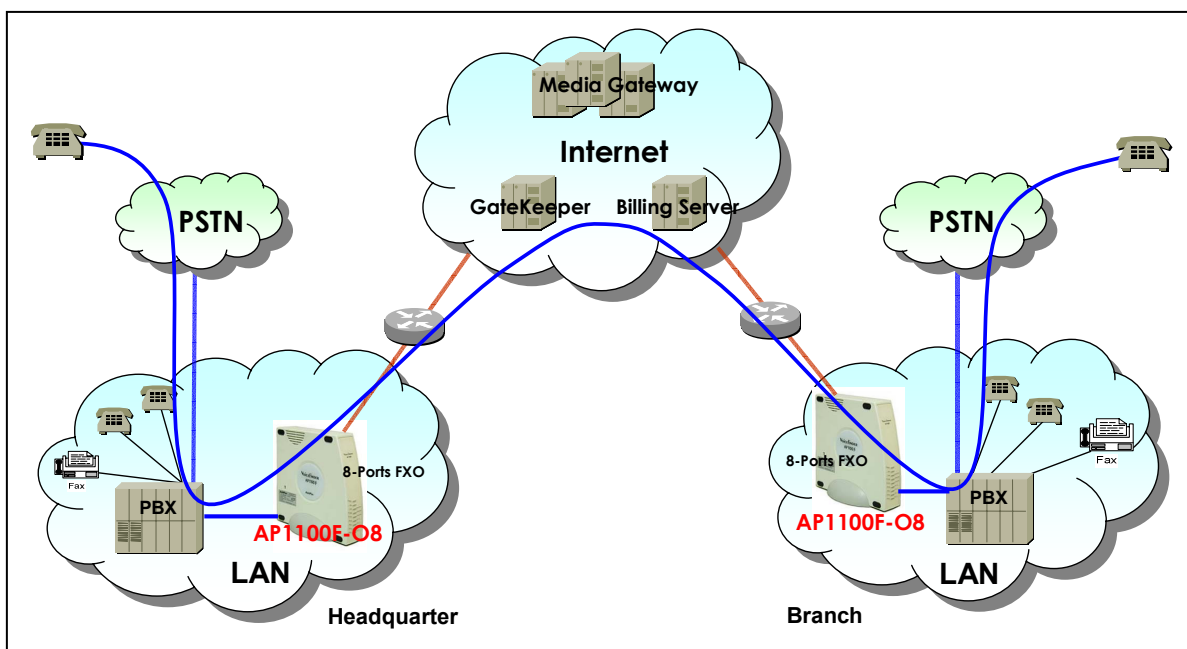 Media Gateway
Internet
GateKeeper
Billing Server
PSTN
PSTN
8-Ports FXO
8-Ports FXO
Fax
Fax
PBX
PBX
AP1100F-O8
AP1100F-O8
LAN
LAN
Headquarter
Branch